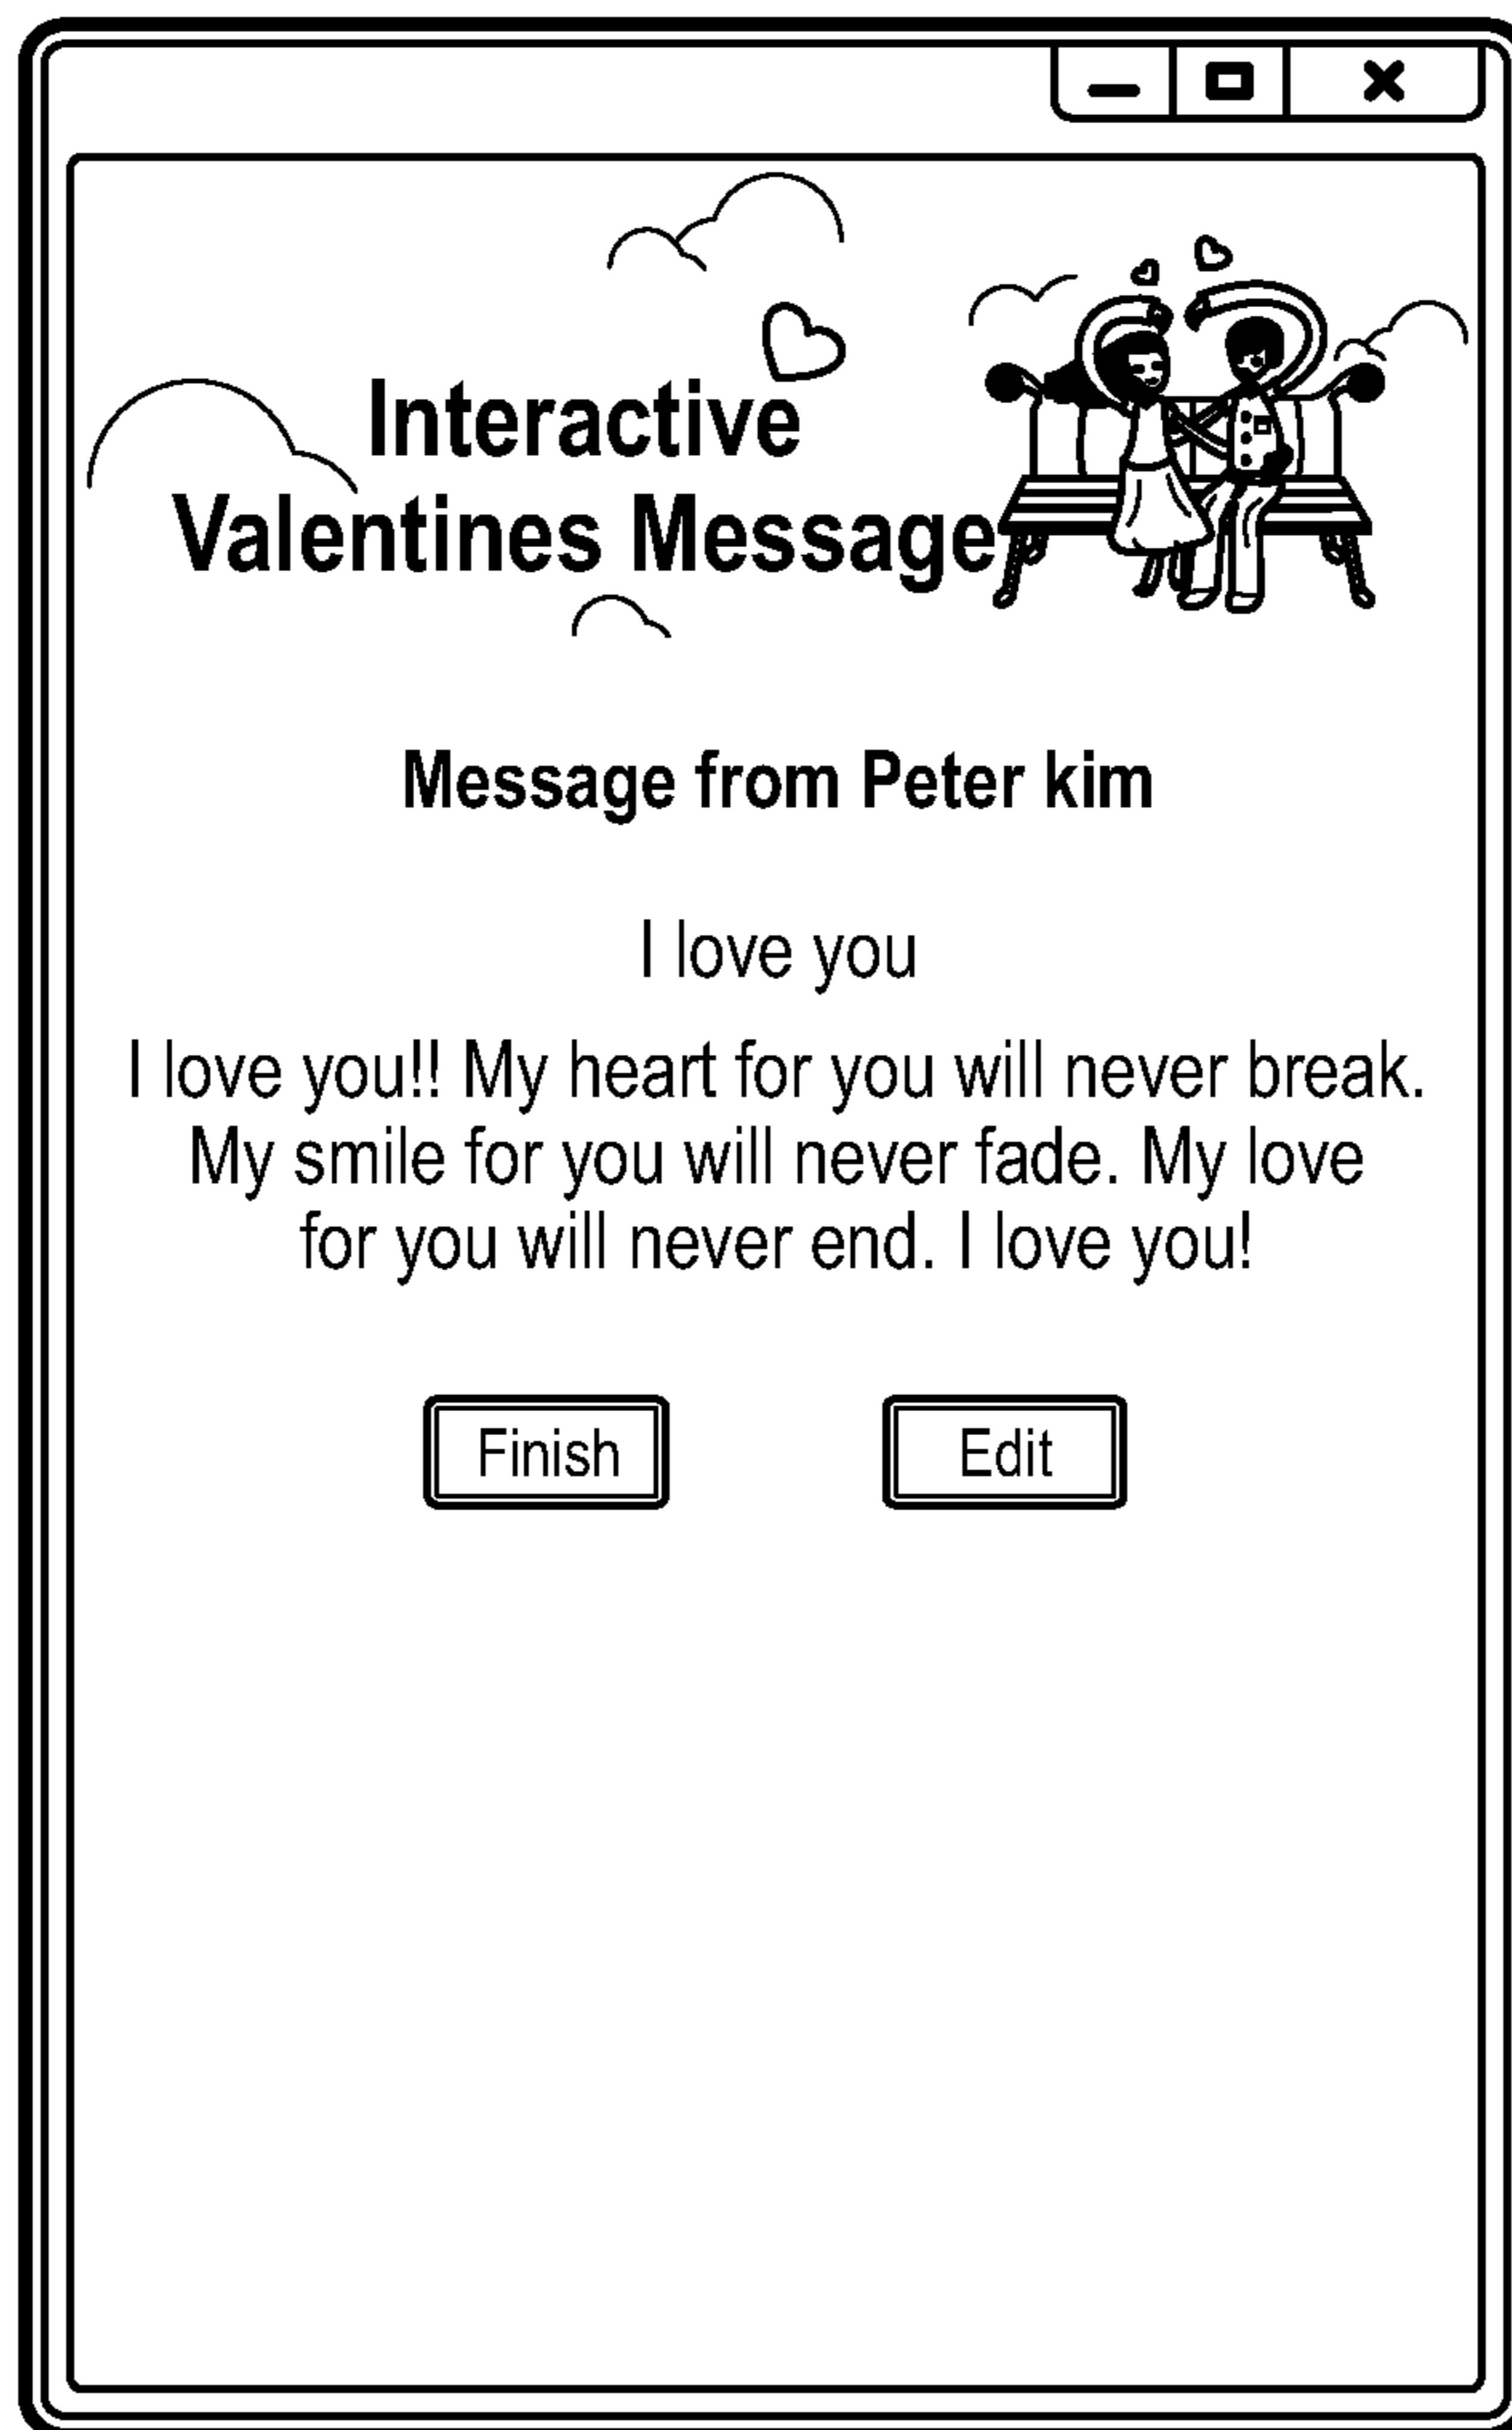 Interactive
Valentines Message
Message from Peter kim
I love you
I love you!! My heart for you will never break.
My smile for you will never fade. My love
for you will never end. I love you!
Finish
Edit